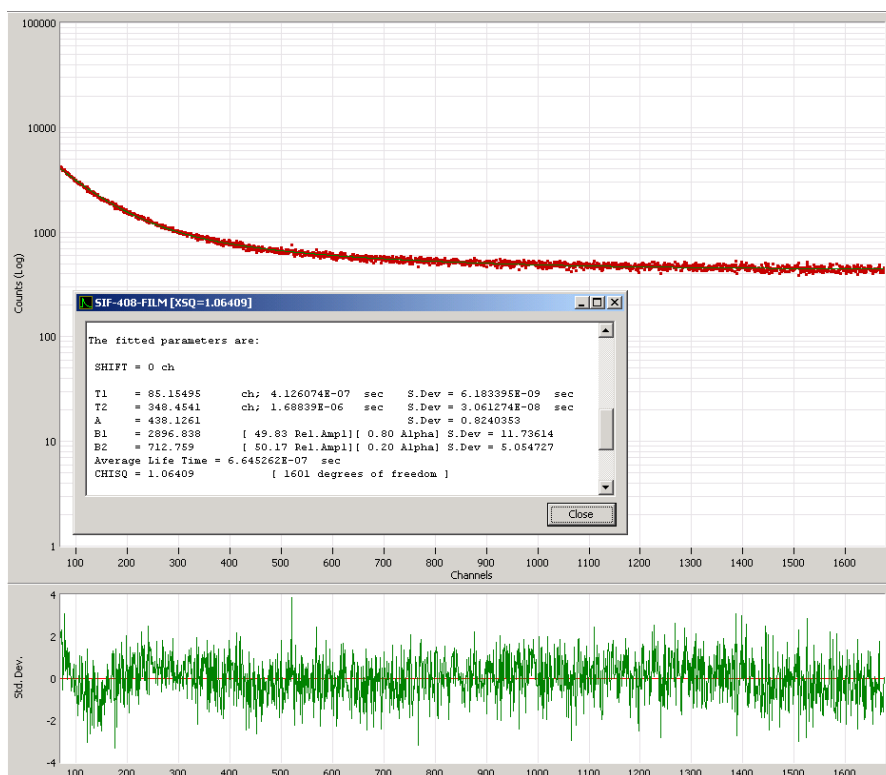 100000
10000
1000
100
10
1
Counts (Log)
SIF-408-FILM [XSQ=1.06409]
The fitted parameters are:
SHIFT = 0 ch
T1 = 85.15495 ch; 4.126074E-07 sec S.Dev = 6.183395E-09 sec
T2 = 348.4541 ch; 1.68839E-06 sec S.Dev = 3.061274E-08 sec
A = 438.1261 S.Dev = 0.8240353
B1 = 2896.838 [ 49.83 Rel.Ampl][ 0.80 Alpha] S.Dev = 11.73614
B2 = 712.759 [ 50.17 Rel.Ampl][ 0.20 Alpha] S.Dev = 5.054727
Average Life Time = 6.645262E-07 sec
CHISQ = 1.06409 [ 1601 degrees of freedom ]
Close
100 200 300 400 500 600 700 800 900 1000 1100 1200 1300 1400 1500 1600
Channels
4
2
0
-2
-4
Std. Dev.
100 200 300 400 500 600 700 800 900 1000 1100 1200 1300 1400 1500 1600